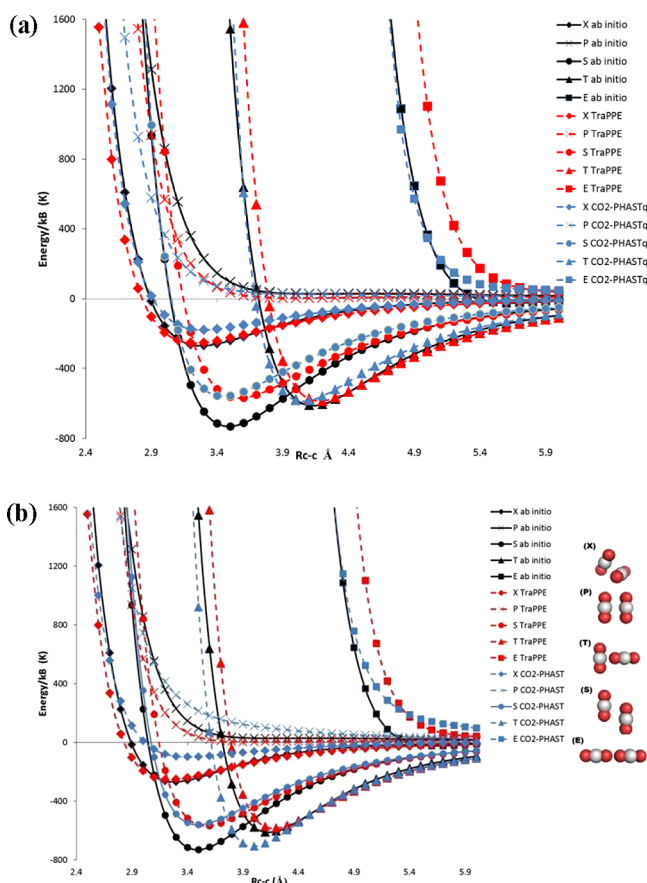 (a)
1600
1200
800
400
0
-400
-800
Energy/kB (K)
2.4 2.9 3.4 3.9 4.4 4.9 5.4 5.9
Rc-c Å
X ab initio
P ab initio
S ab initio
T ab initio
E ab initio
X TraPPE
P TraPPE
S TraPPE
T TraPPE
E TraPPE
X CO2-PHASTq
P CO2-PHASTq
S CO2-PHASTq
T CO2-PHASTq
E CO2-PHASTq
(b)
1600
1200
800
400
0
-400
-800
Energy/kB (K)
2.4 2.9 3.4 3.9 4.4 4.9 5.4 5.9
Rc-c (Å)
X ab initio
P ab initio
S ab initio
T ab initio
E ab initio
X TraPPE
P TraPPE
S TraPPE
T TraPPE
E TraPPE
X CO2-PHAST
P CO2-PHAST
S CO2-PHAST
T CO2-PHAST
E CO2-PHAST
(X)
(P)
(T)
(S)
(E)